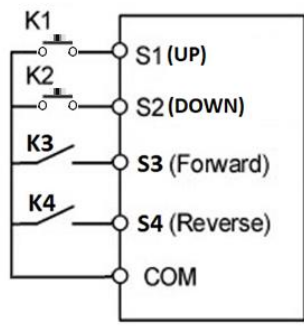 K1
S1 (UP)
K2
S2 (DOWN)
K3
S3 (Forward)
K4
S4 (Reverse)
COM